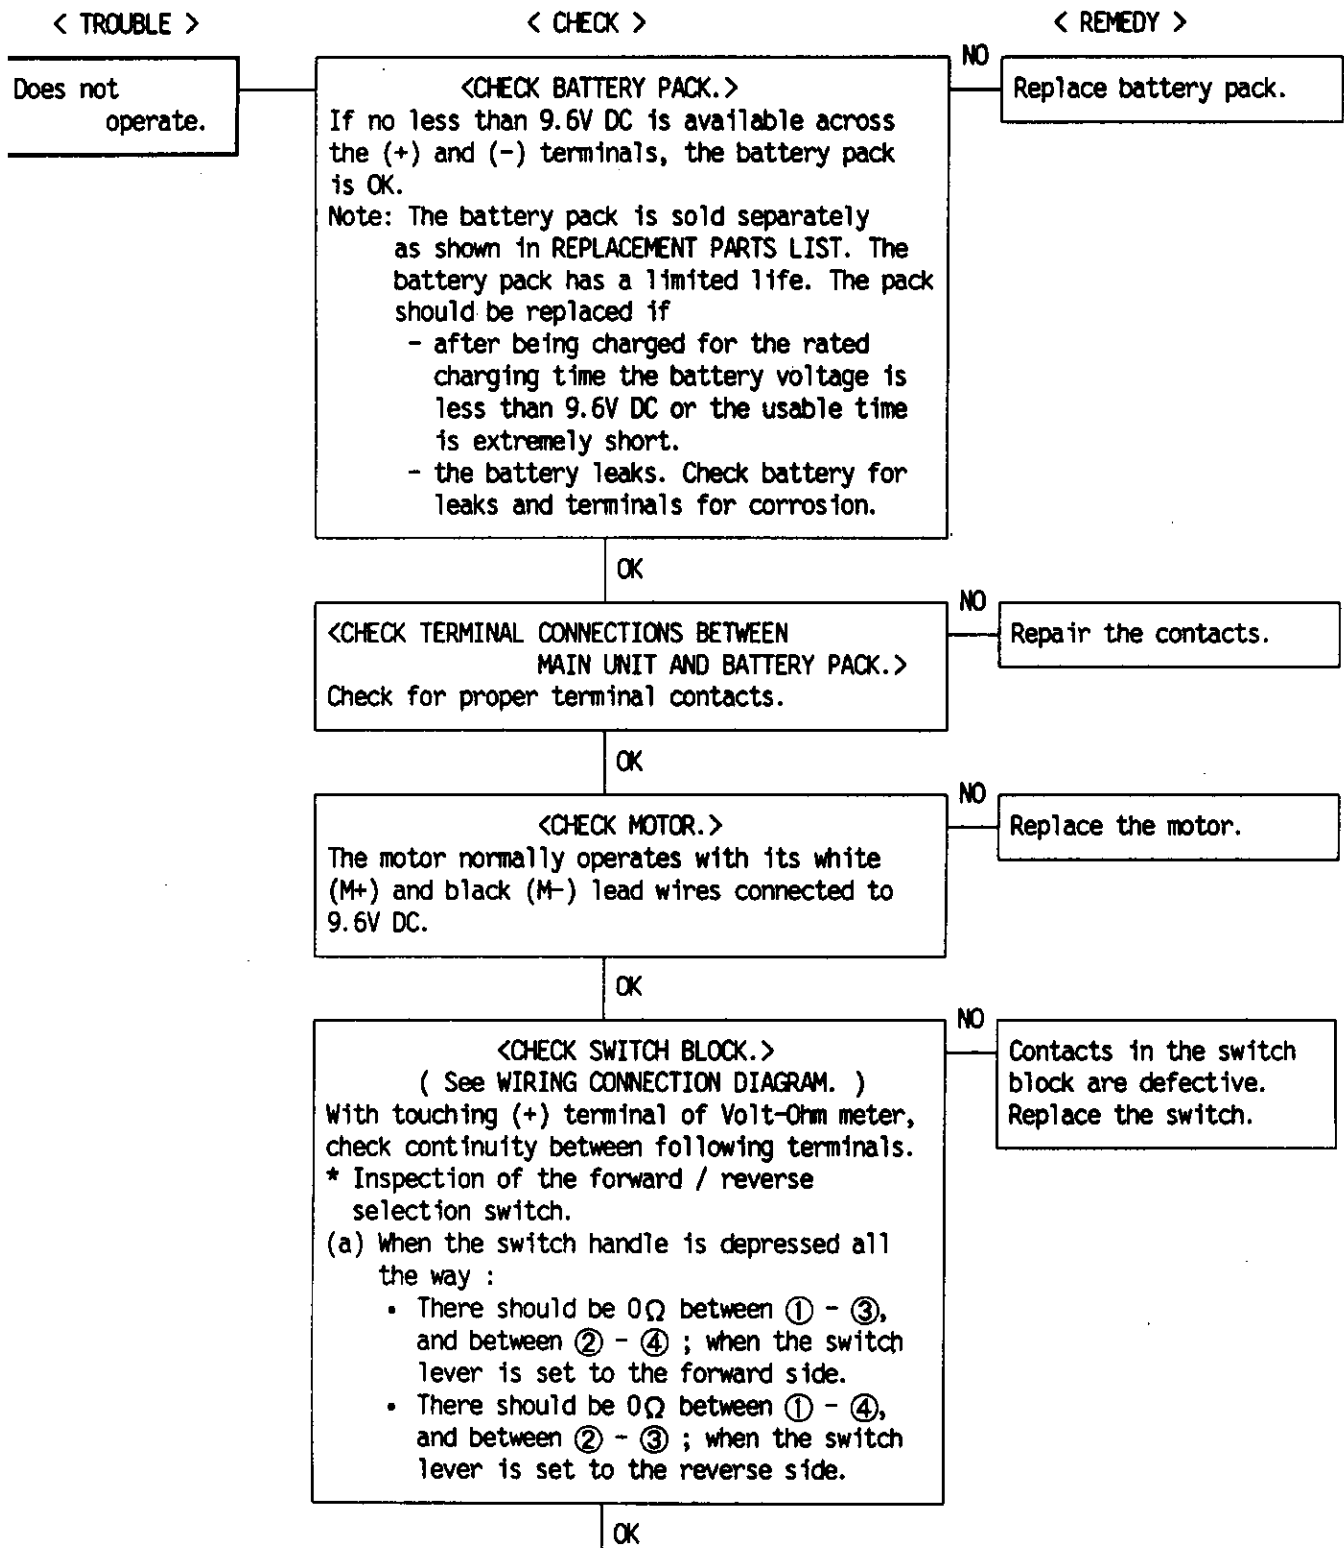 < TROUBLE >
< CHECK >
< REMEDY >
Does not
operate.
<CHECK BATTERY PACK.>
If no less than 9.6V DC is available across
the (+) and (-) terminals, the battery pack
is OK.
Note: The battery pack is sold separately
as shown in REPLACEMENT PARTS LIST. The
battery pack has a limited life. The pack
should be replaced if
- after being charged for the rated
charging time the battery voltage is
less than 9.6V DC or the usable time
is extremely short.
- the battery leaks. Check battery for
leaks and terminals for corrosion.
NO
Replace battery pack.
OK
<CHECK TERMINAL CONNECTIONS BETWEEN
MAIN UNIT AND BATTERY PACK.>
Check for proper terminal contacts.
NO
Repair the contacts.
OK
<CHECK MOTOR.>
The motor normally operates with its white
(M+) and black (M-) lead wires connected to
9.6V DC.
NO
Replace the motor.
OK
<CHECK SWITCH BLOCK.>
( See WIRING CONNECTION DIAGRAM. )
With touching (+) terminal of Volt-Ohm meter,
check continuity between following terminals.
* Inspection of the forward / reverse
selection switch.
(a) When the switch handle is depressed all
the way :
• There should be 0Ω between ① - ③,
and between ② - ④ ; when the switch
lever is set to the forward side.
• There should be 0Ω between ① - ④,
and between ② - ③ ; when the switch
lever is set to the reverse side.
NO
Contacts in the switch
block are defective.
Replace the switch.
OK